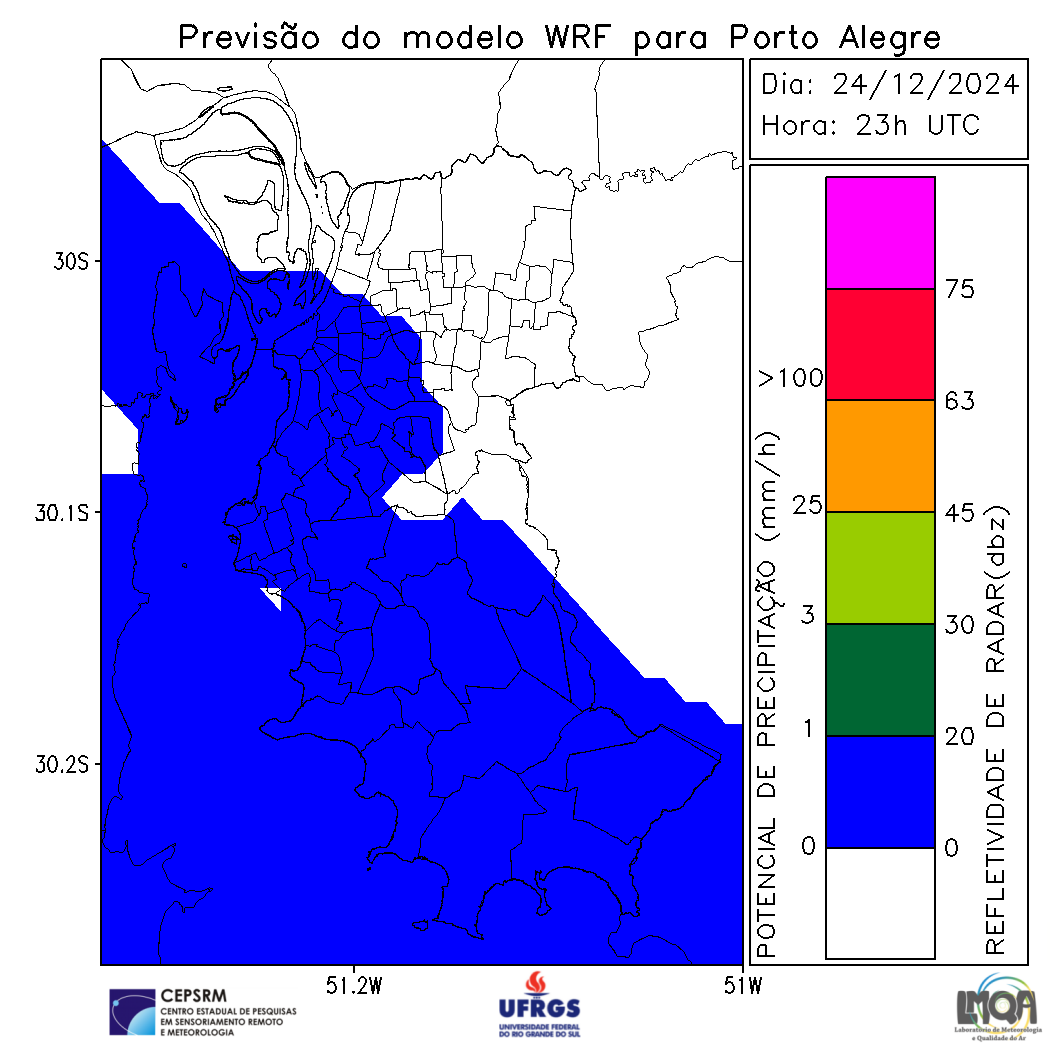 Previsão do modelo WRF para Porto Alegre
Dia: 24/12/2024
Hora: 23h UTC
30S
30.1S
30.2S
51.2W
51W
POTENCIAL DE PRECIPITAÇÃO (mm/h)
>100
25
3
1
0
75
63
45
30
20
0
REFLETIVIDADE DE RADAR(dbz)
CEPSRM
CENTRO ESTADUAL DE PESQUISAS
EM SENSORIAMENTO REMOTO
E METEOROLOGIA
UFRGS
UNIVERSIDADE FEDERAL
DO RIO GRANDE DO SUL
LMQA
Laboratório de Meteorologia
e Qualidade do Ar